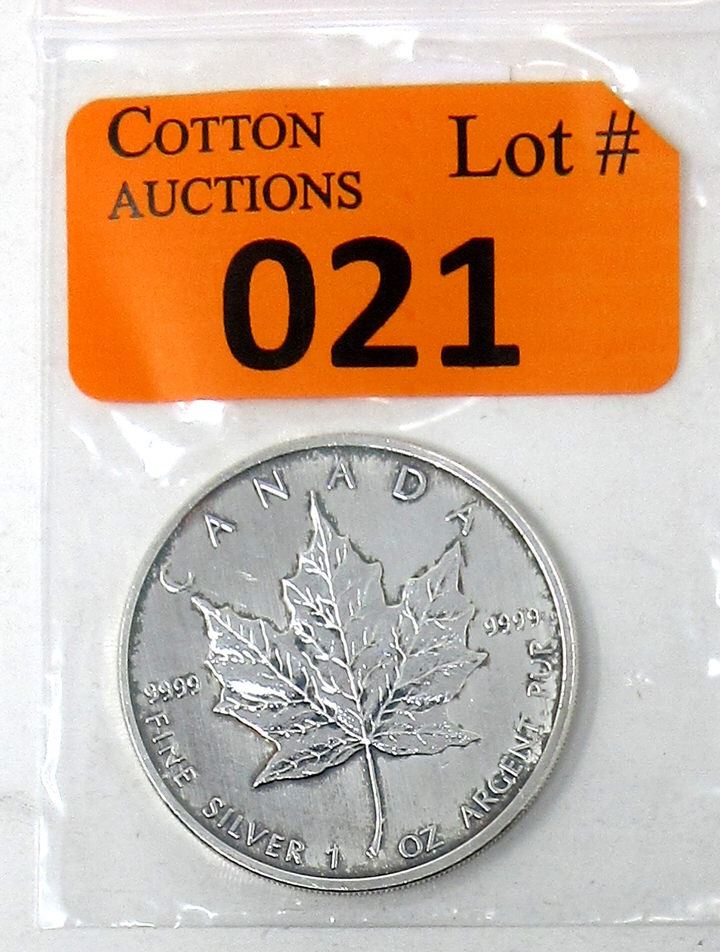 COTTON
AUCTIONS
Lot #
021
CANADA
9999
9999
FINE SILVER 1 OZ ARGENT PUR